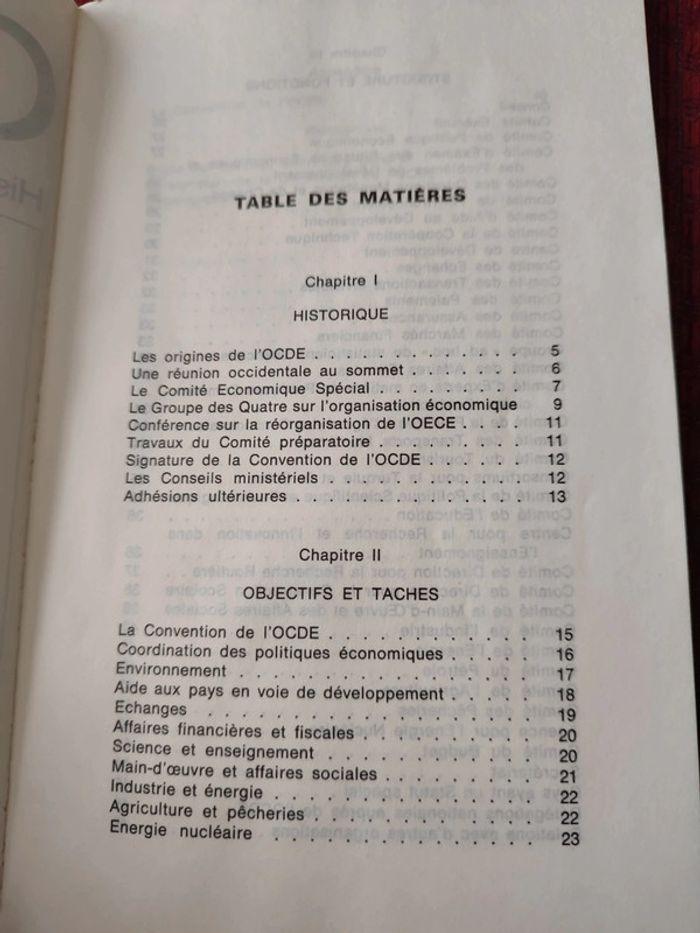 TABLE DES MATIÈRES
Chapitre I
HISTORIQUE
Les origines de l'OCDE . . . . . . . . . . . . . 5
Une réunion occidentale au sommet . . . . . . . 6
Le Comité Economique Spécial . . . . . . . . . 7
Le Groupe des Quatre sur l'organisation économique 9
Conférence sur la réorganisation de l'OECE . . . . 11
Travaux du Comité préparatoire . . . . . . . . . 11
Signature de la Convention de l'OCDE . . . . . . 12
Les Conseils ministériels . . . . . . . . . . . . 12
Adhésions ultérieures . . . . . . . . . . . . . 13
Chapitre II
OBJECTIFS ET TACHES
La Convention de l'OCDE . . . . . . . . . . . 15
Coordination des politiques économiques . . . . . 16
Environnement . . . . . . . . . . . . . . . . 17
Aide aux pays en voie de développement . . . . . 18
Echanges . . . . . . . . . . . . . . . . . . 19
Affaires financières et fiscales . . . . . . . . . . 20
Science et enseignement . . . . . . . . . . . . 20
Main-d'œuvre et affaires sociales . . . . . . . . 21
Industrie et énergie . . . . . . . . . . . . . . 22
Agriculture et pêcheries . . . . . . . . . . . . 22
Energie nucléaire . . . . . . . . . . . . . . 23